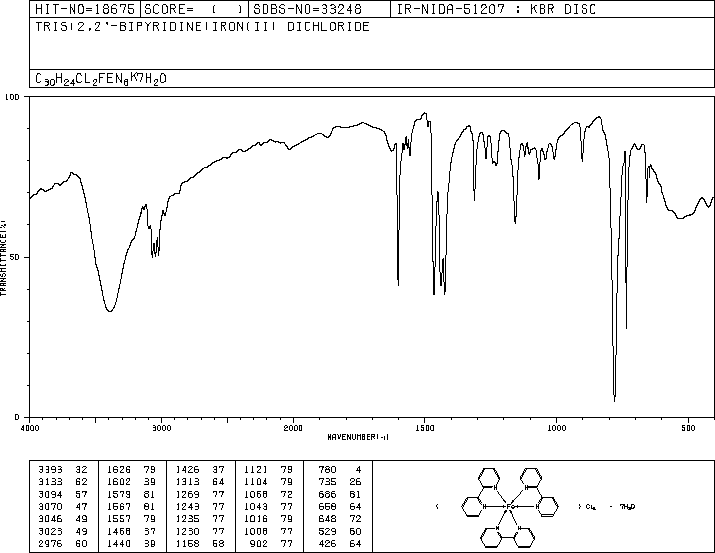 HIT-NO=18675 SCORE= ( ) SDBS-NO=33248 IR-NIDA-51207 : KBR DISC
TRIS(2,2'-BIPYRIDINE)IRON(II) DICHLORIDE
C30H24CL2FEN6*7H2O
100
50
0
TRANSMITTANCE(%)
4000 3000 2000 1500 1000 500
WAVENUMBER(-1)
3393 32 1626 79 1426 37 1121 79 780 4
3133 62 1602 39 1313 64 1104 79 735 26
3094 57 1579 81 1269 77 1068 72 686 81
3070 47 1567 81 1243 77 1043 77 658 64
3046 49 1557 79 1235 77 1016 79 648 72
3023 49 1468 37 1230 77 1008 77 529 60
2976 60 1440 39 1158 58 902 77 426 64
N N
N Fe N
N N
( ) CL2 · 7H2O